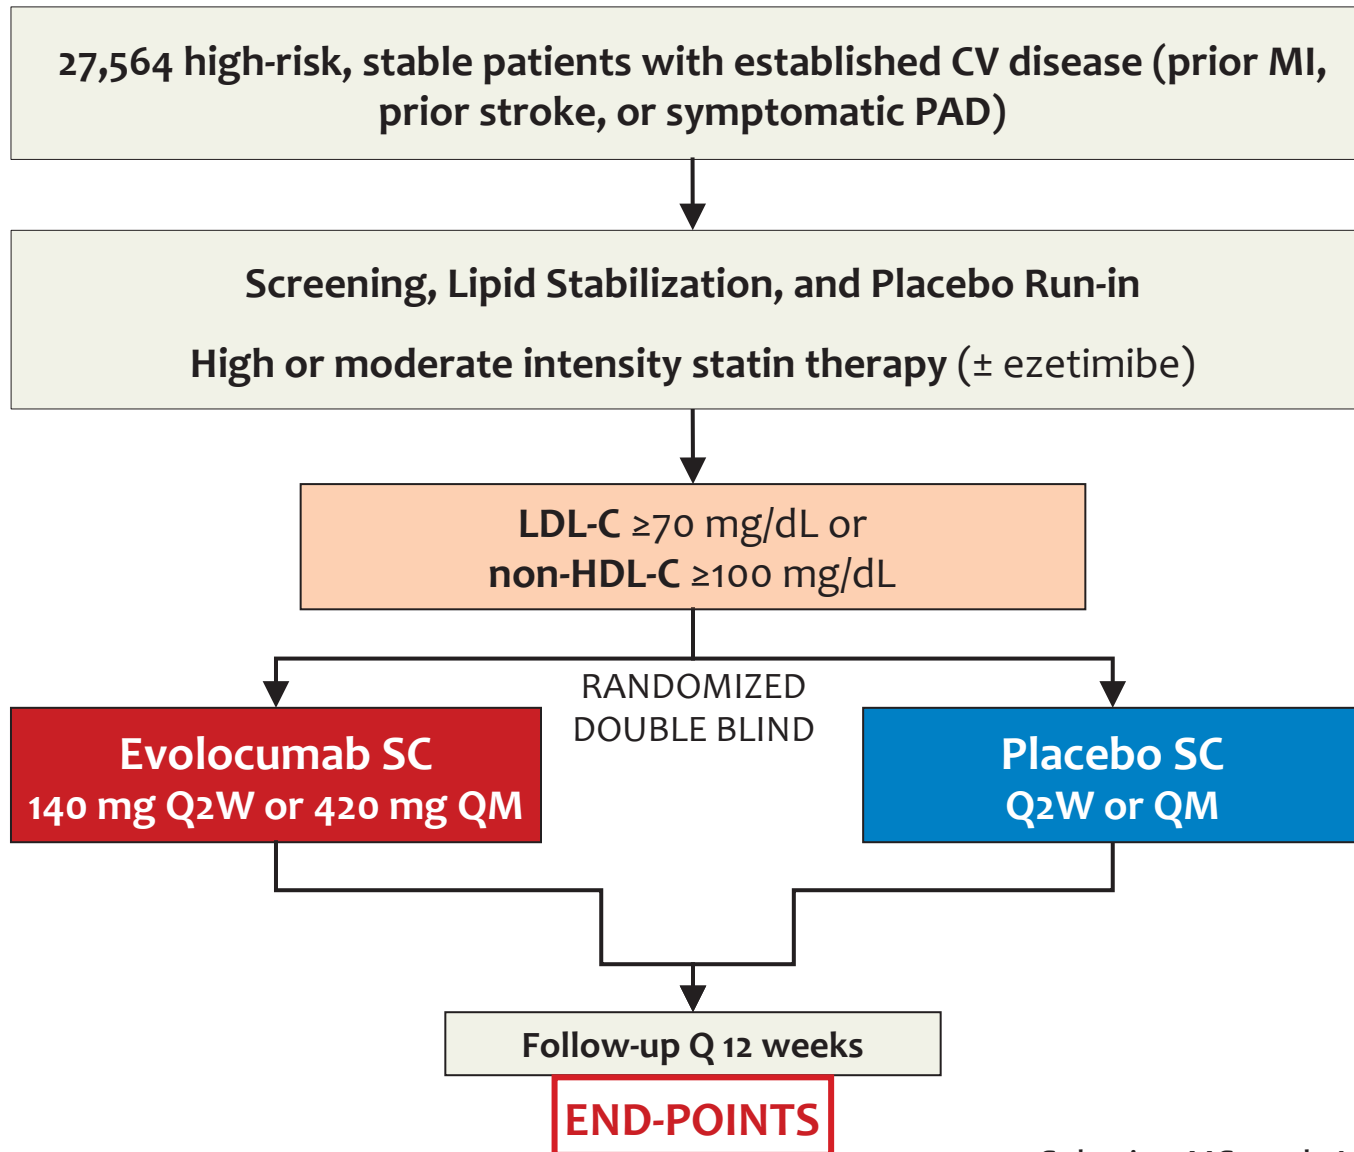 27,564 high-risk, stable patients with established CV disease (prior MI,
prior stroke, or symptomatic PAD)
Screening, Lipid Stabilization, and Placebo Run-in
High or moderate intensity statin therapy (± ezetimibe)
LDL-C ≥70 mg/dL or
non-HDL-C ≥100 mg/dL
RANDOMIZED
DOUBLE BLIND
Evolocumab SC
140 mg Q2W or 420 mg QM
Placebo SC
Q2W or QM
Follow-up Q 12 weeks
END-POINTS